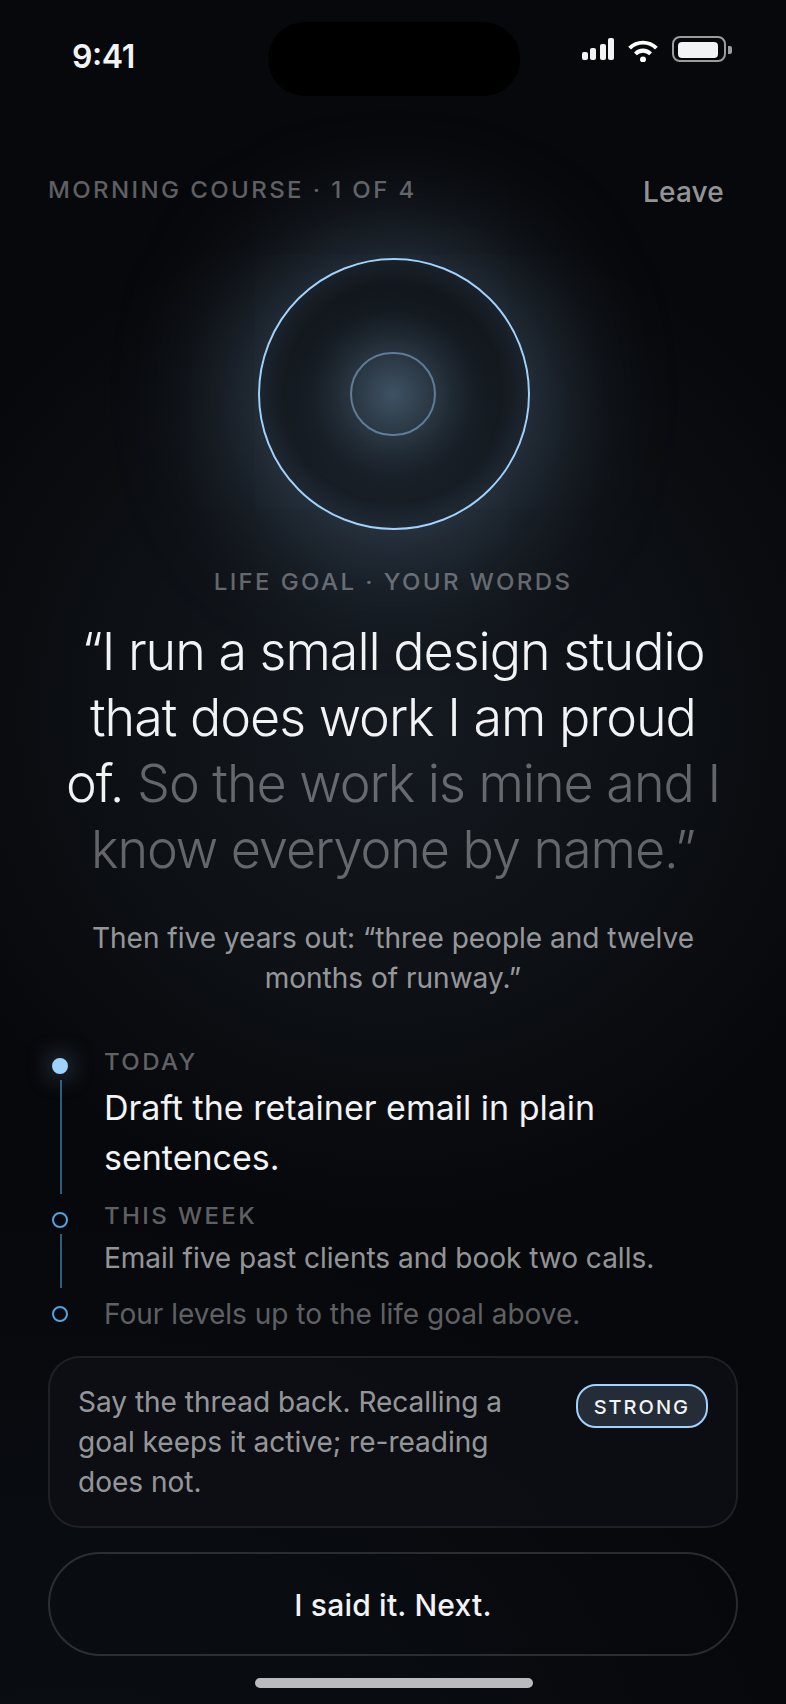 9:41
MORNING COURSE · 1 OF 4
Leave
LIFE GOAL · YOUR WORDS
“I run a small design studio
that does work I am proud
of. So the work is mine and I
know everyone by name.”
Then five years out: “three people and twelve
months of runway.”
TODAY
Draft the retainer email in plain
sentences.
THIS WEEK
Email five past clients and book two calls.
Four levels up to the life goal above.
Say the thread back. Recalling a
goal keeps it active; re-reading
does not.
STRONG
I said it. Next.